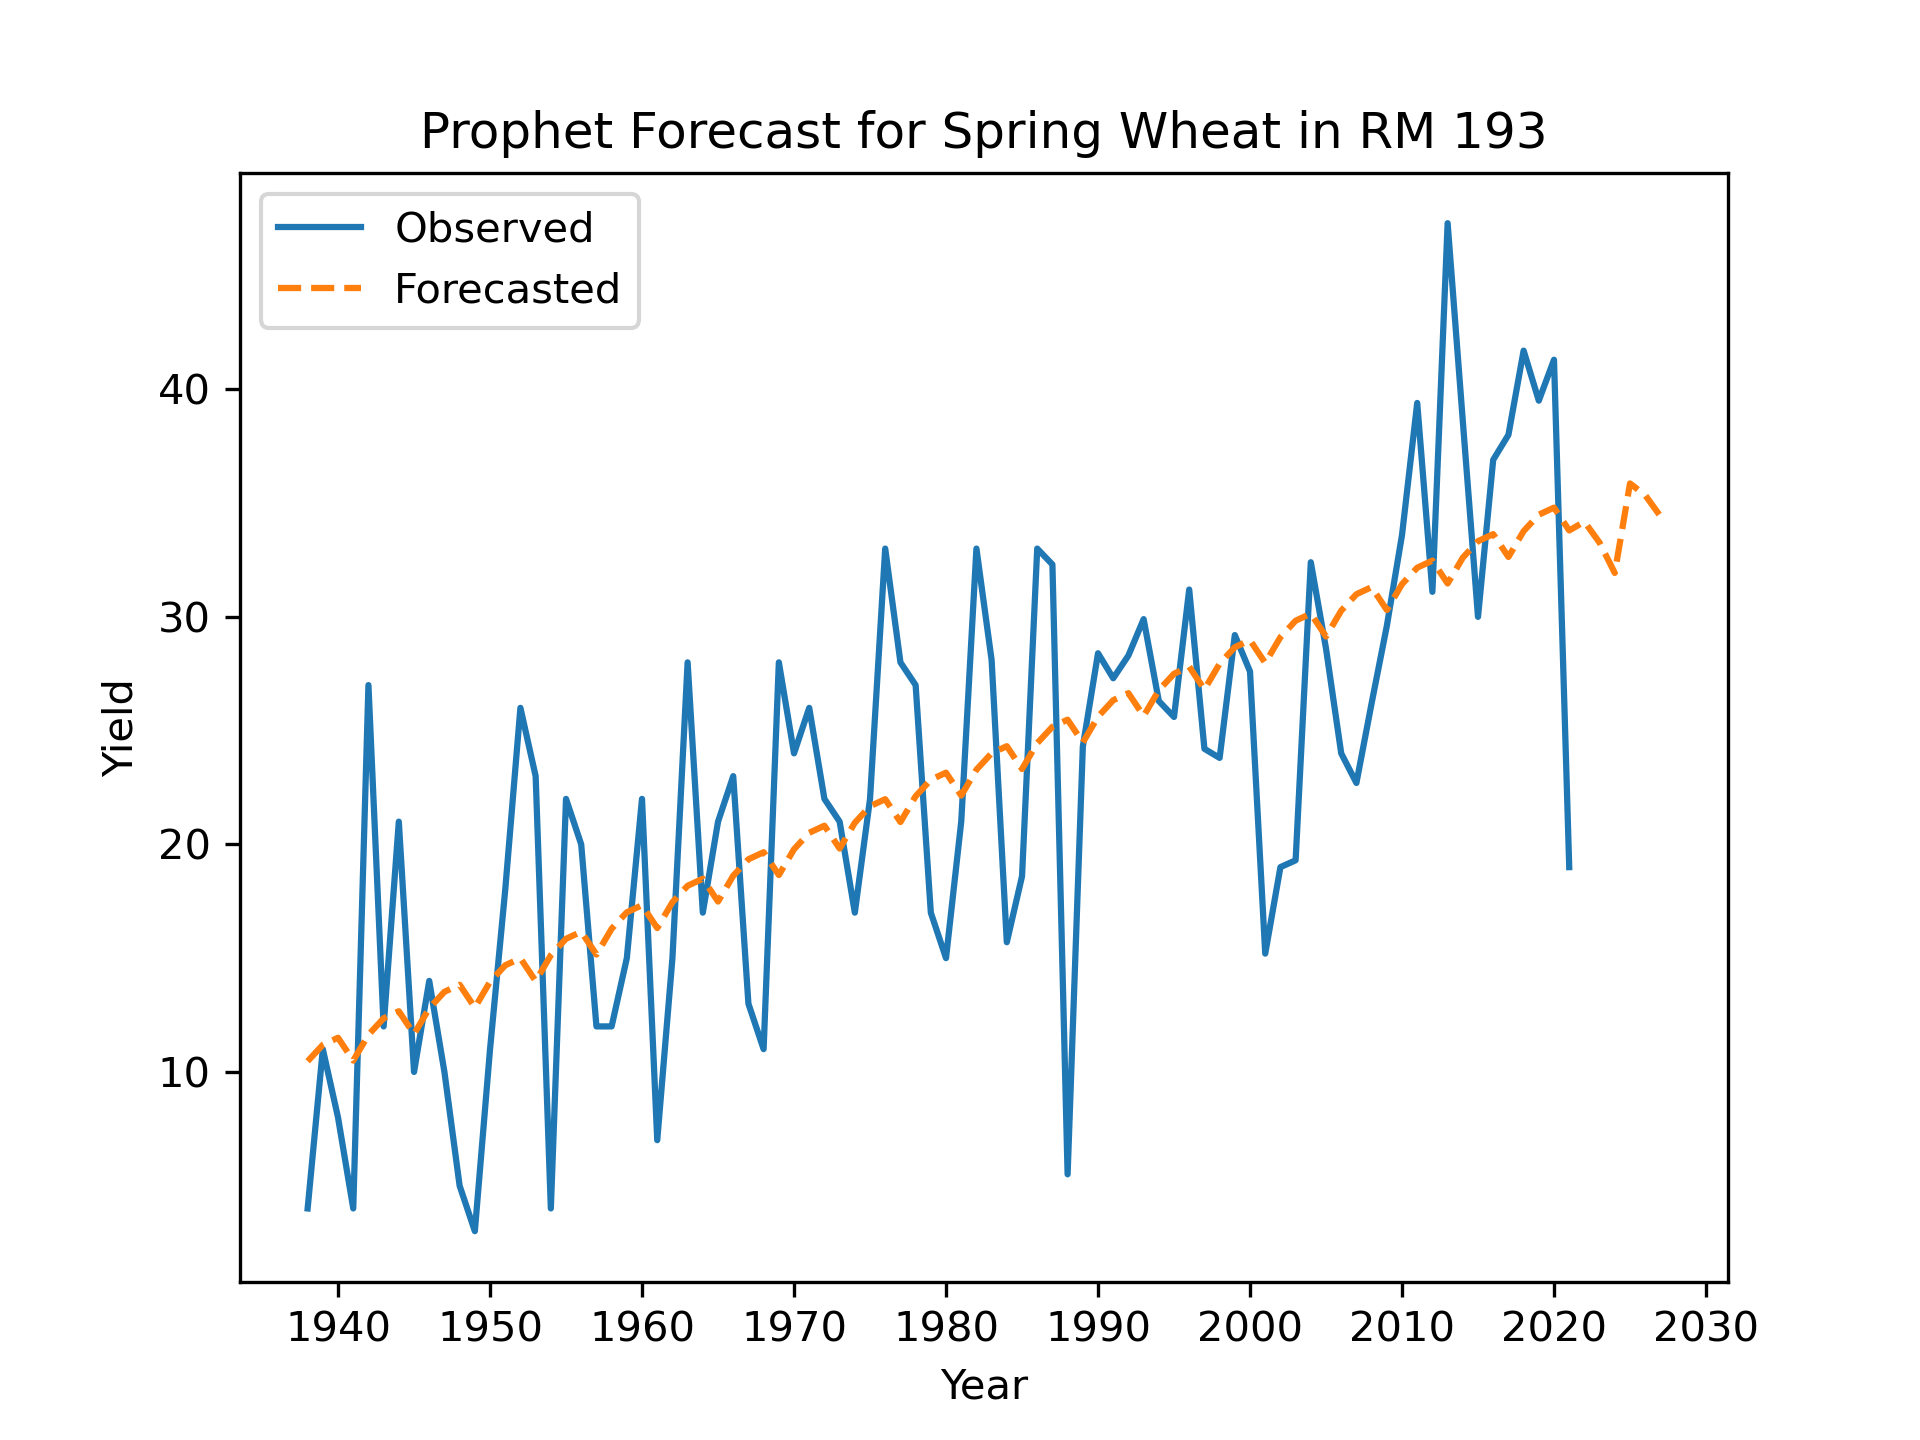 Prophet Forecast for Spring Wheat in RM 193
Observed
Forecasted
Yield
40
30
20
10
1940 1950 1960 1970 1980 1990 2000 2010 2020 2030
Year